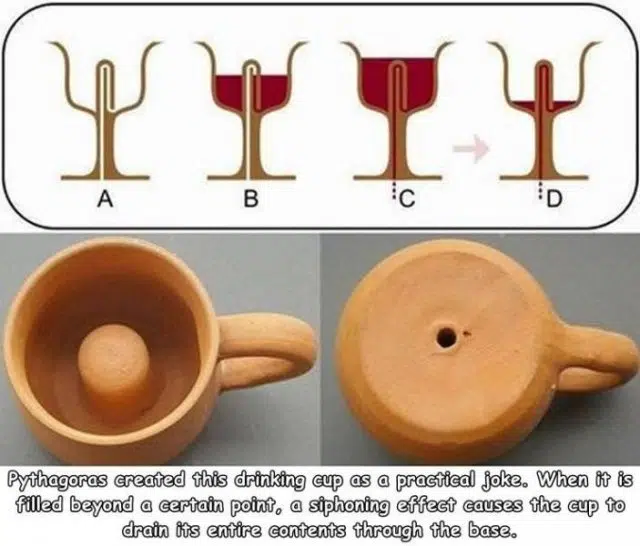 A B C D
Pythagoras created this drinking cup as a practical joke. When it is
filled beyond a certain point, a siphoning effect causes the cup to
drain its entire contents through the base.